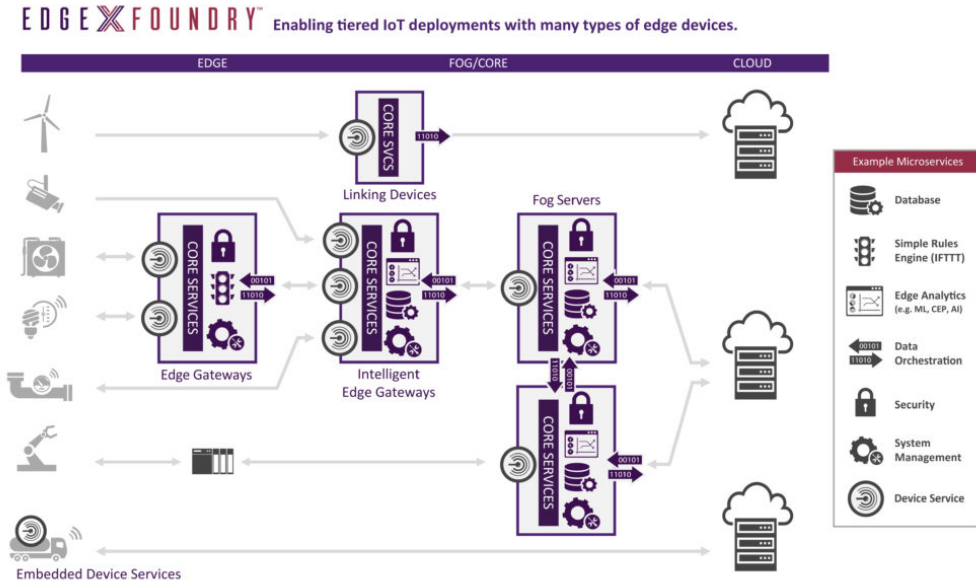 EDGE X FOUNDRY™ Enabling tiered IoT deployments with many types of edge devices.
EDGE FOG/CORE CLOUD
CORE SVCS
11010
Linking Devices
Fog Servers
CORE SERVICES
00101
11010
Edge Gateways
CORE SERVICES
00101
11010
Intelligent
Edge Gateways
CORE SERVICES
00101
11010
11010
00101
CORE SERVICES
00101
11010
Embedded Device Services
Example Microservices
Database
Simple Rules
Engine (IFTTT)
Edge Analytics
(e.g. ML, CEP, AI)
00101
11010
Data
Orchestration
Security
System
Management
Device Service